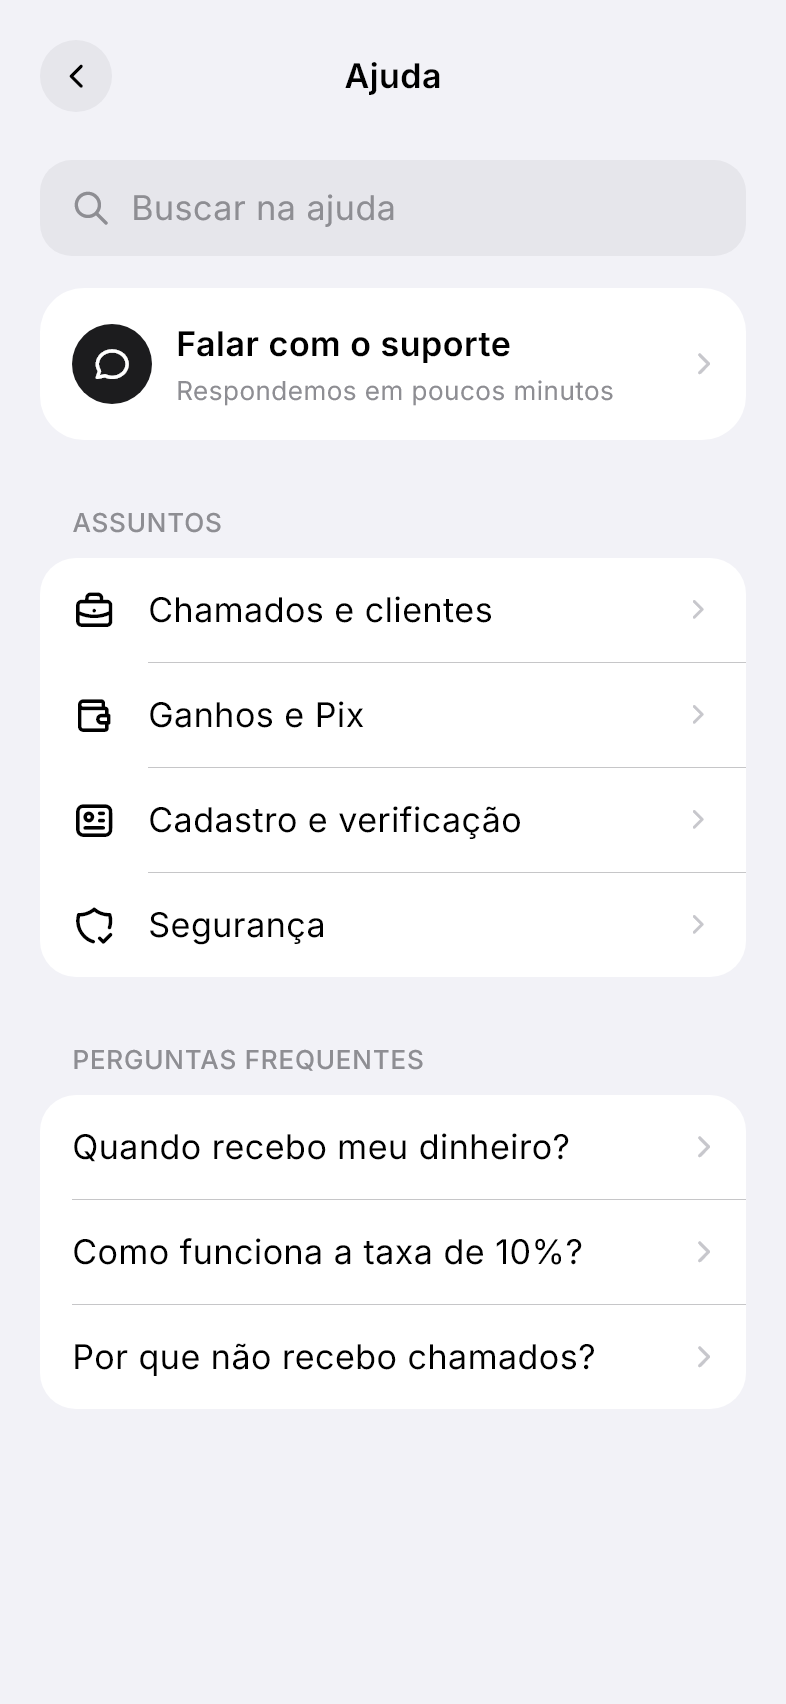 Ajuda
Buscar na ajuda
Falar com o suporte
Respondemos em poucos minutos
ASSUNTOS
Chamados e clientes
Ganhos e Pix
Cadastro e verificação
Segurança
PERGUNTAS FREQUENTES
Quando recebo meu dinheiro?
Como funciona a taxa de 10%?
Por que não recebo chamados?